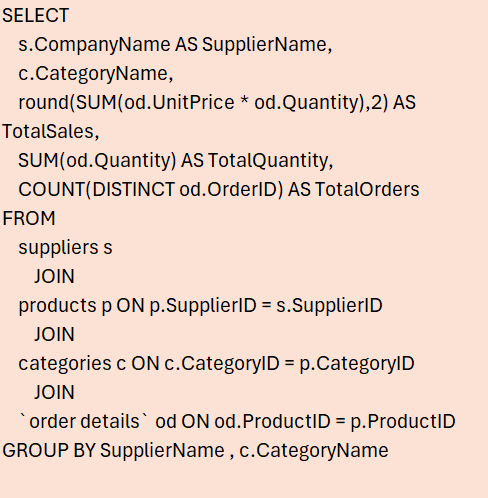 SELECT
s.CompanyName AS SupplierName,
c.CategoryName,
round(SUM(od.UnitPrice * od.Quantity),2) AS
TotalSales,
SUM(od.Quantity) AS TotalQuantity,
COUNT(DISTINCT od.OrderID) AS TotalOrders
FROM
suppliers s
JOIN
products p ON p.SupplierID = s.SupplierID
JOIN
categories c ON c.CategoryID = p.CategoryID
JOIN
`order details` od ON od.ProductID = p.ProductID
GROUP BY SupplierName , c.CategoryName